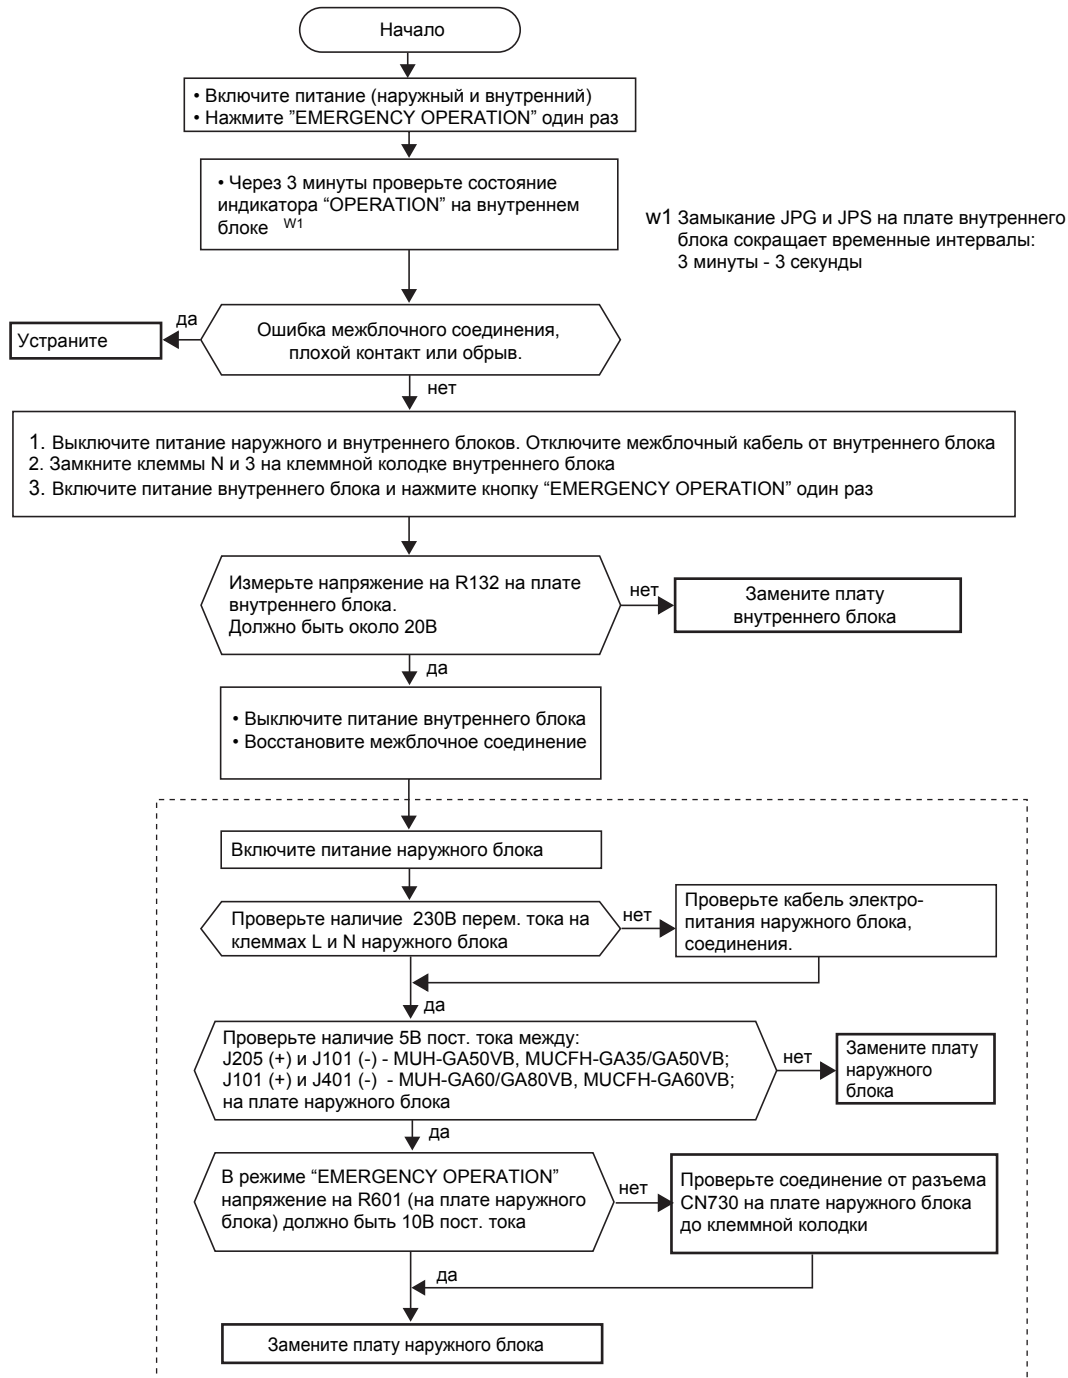 Начало
• Включите питание (наружный и внутренний)
• Нажмите ”EMERGENCY OPERATION” один раз
• Через 3 минуты проверьте состояние
индикатора “OPERATION” на внутреннем
блоке W1
w1 Замыкание JPG и JPS на плате внутреннего
блока сокращает временные интервалы:
3 минуты - 3 секунды
Ошибка межблочного соединения,
плохой контакт или обрыв.
да
Устраните
нет
1. Выключите питание наружного и внутреннего блоков. Отключите межблочный кабель от внутреннего блока
2. Замкните клеммы N и 3 на клеммной колодке внутреннего блока
3. Включите питание внутреннего блока и нажмите кнопку “EMERGENCY OPERATION” один раз
Измерьте напряжение на R132 на плате
внутреннего блока.
Должно быть около 20В
нет
Замените плату
внутреннего блока
да
• Выключите питание внутреннего блока
• Восстановите межблочное соединение
Включите питание наружного блока
Проверьте наличие 230В перем. тока на
клеммах L и N наружного блока
нет
Проверьте кабель электро-
питания наружного блока,
соединения.
да
Проверьте наличие 5В пост. тока между:
J205 (+) и J101 (-) - MUH-GA50VB, MUCFH-GA35/GA50VB;
J101 (+) и J401 (-) - MUH-GA60/GA80VB, MUCFH-GA60VB;
на плате наружного блока
нет
Замените плату
наружного
блока
да
В режиме “EMERGENCY OPERATION”
напряжение на R601 (на плате наружного
блока) должно быть 10В пост. тока
нет
Проверьте соединение от разъема
CN730 на плате наружного блока
до клеммной колодки
да
Замените плату наружного блока